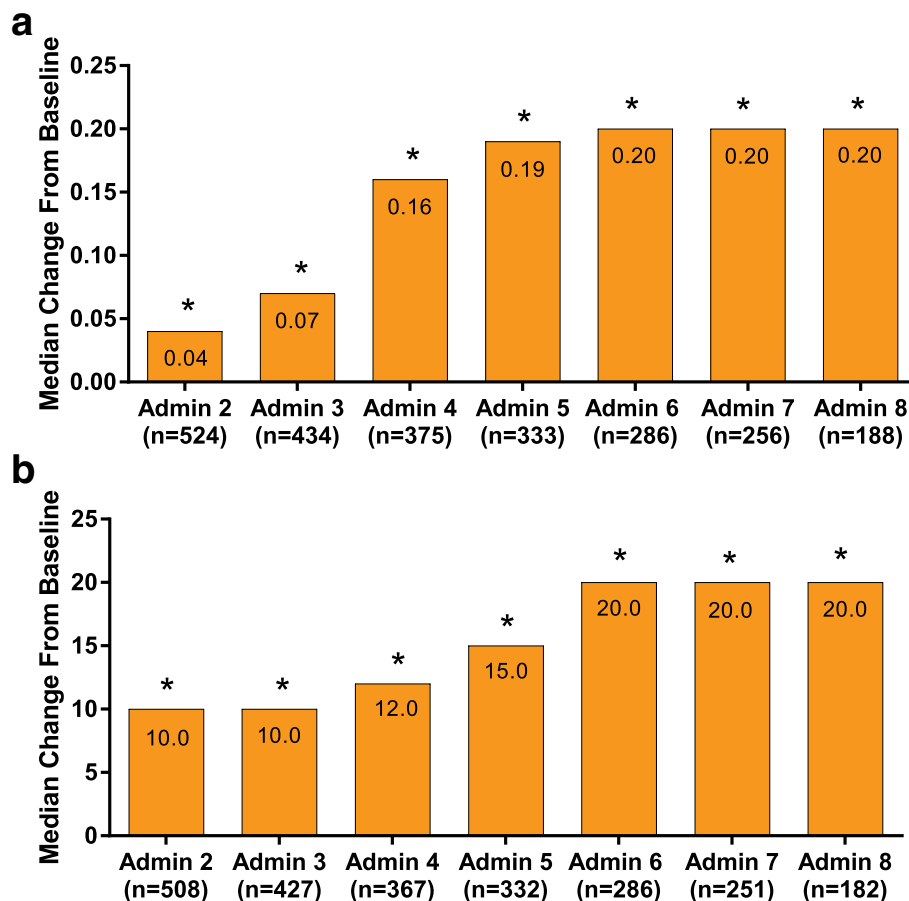 a
Median Change From Baseline
0.25
0.20
0.15
0.10
0.05
0.00
* * * * * * *
0.04 0.07 0.16 0.19 0.20 0.20 0.20
Admin 2 Admin 3 Admin 4 Admin 5 Admin 6 Admin 7 Admin 8
(n=524) (n=434) (n=375) (n=333) (n=286) (n=256) (n=188)
b
Median Change From Baseline
25
20
15
10
5
0
* * * * * * *
10.0 10.0 12.0 15.0 20.0 20.0 20.0
Admin 2 Admin 3 Admin 4 Admin 5 Admin 6 Admin 7 Admin 8
(n=508) (n=427) (n=367) (n=332) (n=286) (n=251) (n=182)